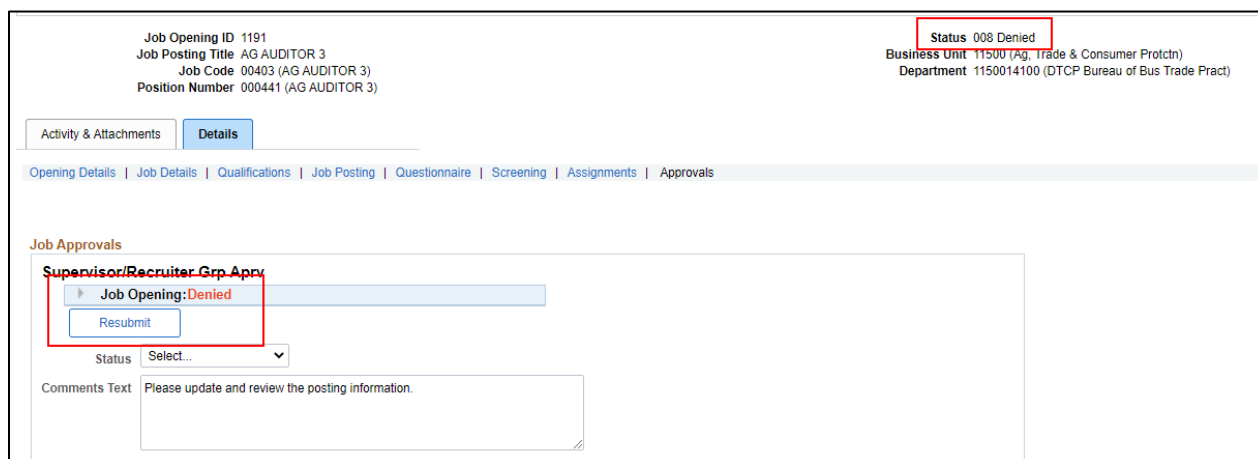 Job Opening ID 1191
Status 008 Denied
Job Posting Title AG AUDITOR 3
Business Unit 11500 (Ag, Trade & Consumer Protctn)
Job Code 00403 (AG AUDITOR 3)
Department 1150014100 (DTCP Bureau of Bus Trade Pract)
Position Number 000441 (AG AUDITOR 3)
Activity & Attachments Details
Opening Details | Job Details | Qualifications | Job Posting | Questionnaire | Screening | Assignments | Approvals
Job Approvals
Supervisor/Recruiter Grp Aprv
Job Opening:Denied
Resubmit
Status Select...
Comments Text Please update and review the posting information.